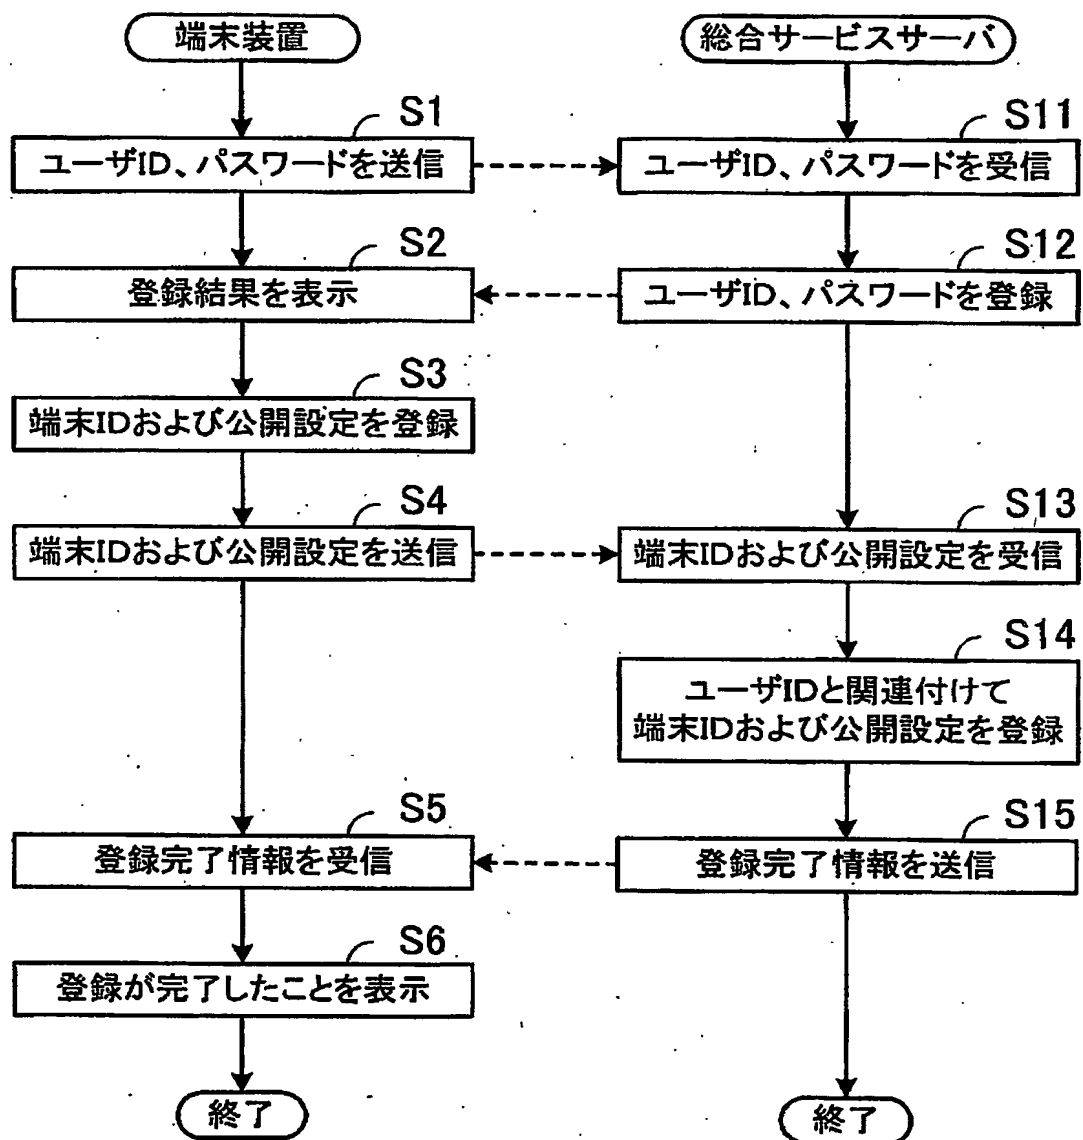 端末装置
総合サービスサーバ
S1
ユーザID、パスワードを送信
S11
ユーザID、パスワードを受信
S2
登録結果を表示
S12
ユーザID、パスワードを登録
S3
端末IDおよび公開設定を登録
S4
端末IDおよび公開設定を送信
S13
端末IDおよび公開設定を受信
S14
ユーザIDと関連付けて
端末IDおよび公開設定を登録
S5
登録完了情報を受信
S15
登録完了情報を送信
S6
登録が完了したことを表示
終了
終了